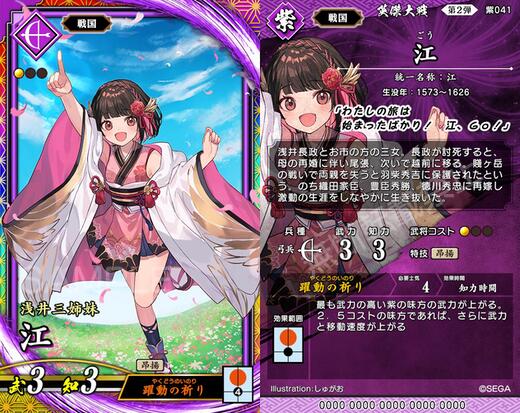 戦国
浅井三姉妹
江
昂揚
武3 知3
やくどうのいのり
躍動の祈り
4
紫
戦国
英傑大戦
第2弾
紫041
ごう
江
統一名称：江
生没年：1573〜1626
「わたしの旅は
始まったばかり！ 江、GO！」
浅井長政とお市の方の三女。長政が討死すると、
母の再婚に伴い尾張、次いで越前に移る。賤ヶ岳
の戦いで両親を失うと羽柴秀吉に保護されたとい
う。のち織田家臣、豊臣秀勝、徳川秀忠に再嫁し
激動の生涯をしなやかに生き抜いた。
兵種 武力 知力 武将コスト
弓兵 3 3 特技 昂揚
やくどうのいのり
躍動の祈り
必要士気
4
効果時間
知力時間
効果範囲
最も武力の高い紫の味方の武力が上がる。
２．５コストの味方であれば、さらに武力
と移動速度が上がる
Illustration:しゅがお
©SEGA
0000 0000 0000 0000 0000